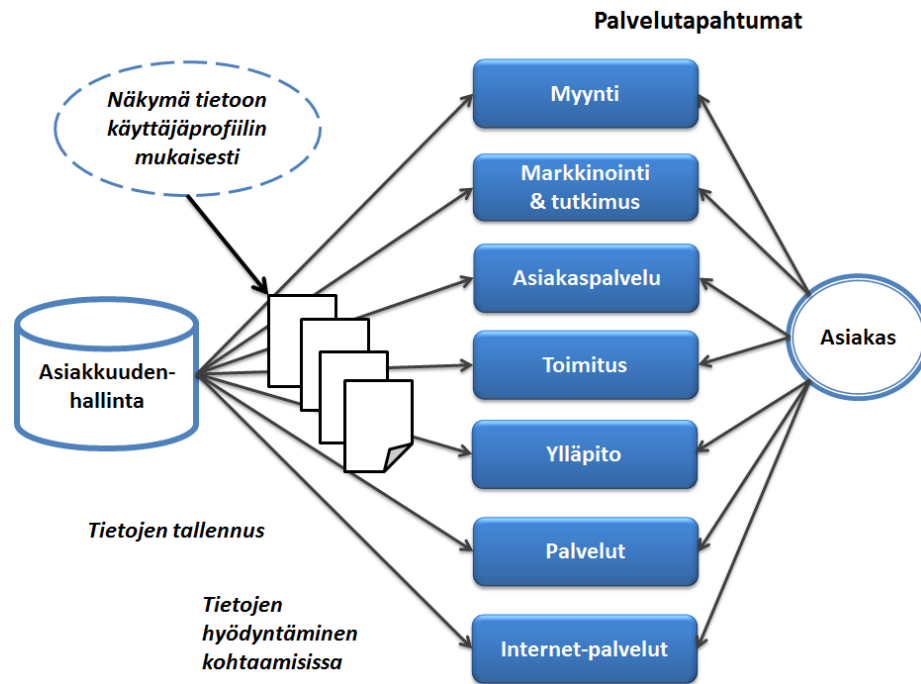 Palvelutapahtumat
Näkymä tietoon
käyttäjäprofiilin
mukaisesti
Myynti
Markkinointi
& tutkimus
Asiakaspalvelu
Toimitus
Ylläpito
Palvelut
Internet-palvelut
Asiakkuuden-
hallinta
Asiakas
Tietojen tallennus
Tietojen
hyödyntäminen
kohtaamisissa